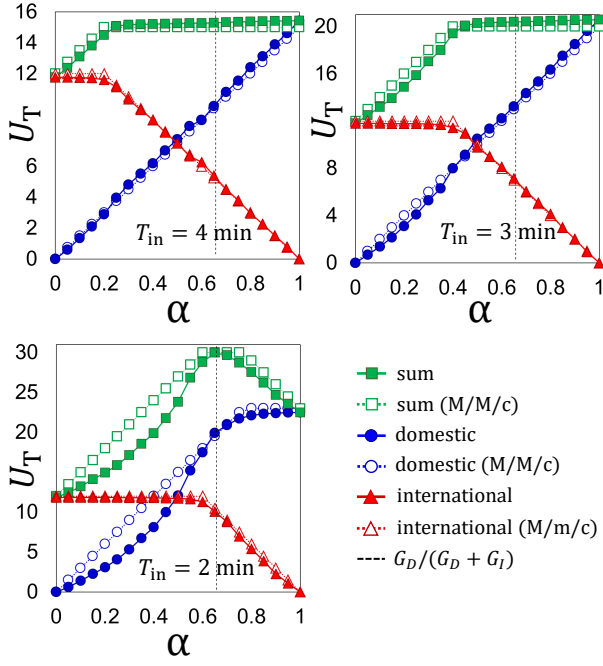 16
14
12
U_T
6
4
2
0
T_in = 4 min
0 0.2 0.4 0.6 0.8 1
α
20
16
U_T
8
4
0
T_in = 3 min
0 0.2 0.4 0.6 0.8 1
α
30
25
20
U_T
15
10
5
0
T_in = 2 min
0 0.2 0.4 0.6 0.8 1
α
sum
sum (M/M/c)
domestic
domestic (M/M/c)
international
international (M/m/c)
G_D/(G_D + G_I)